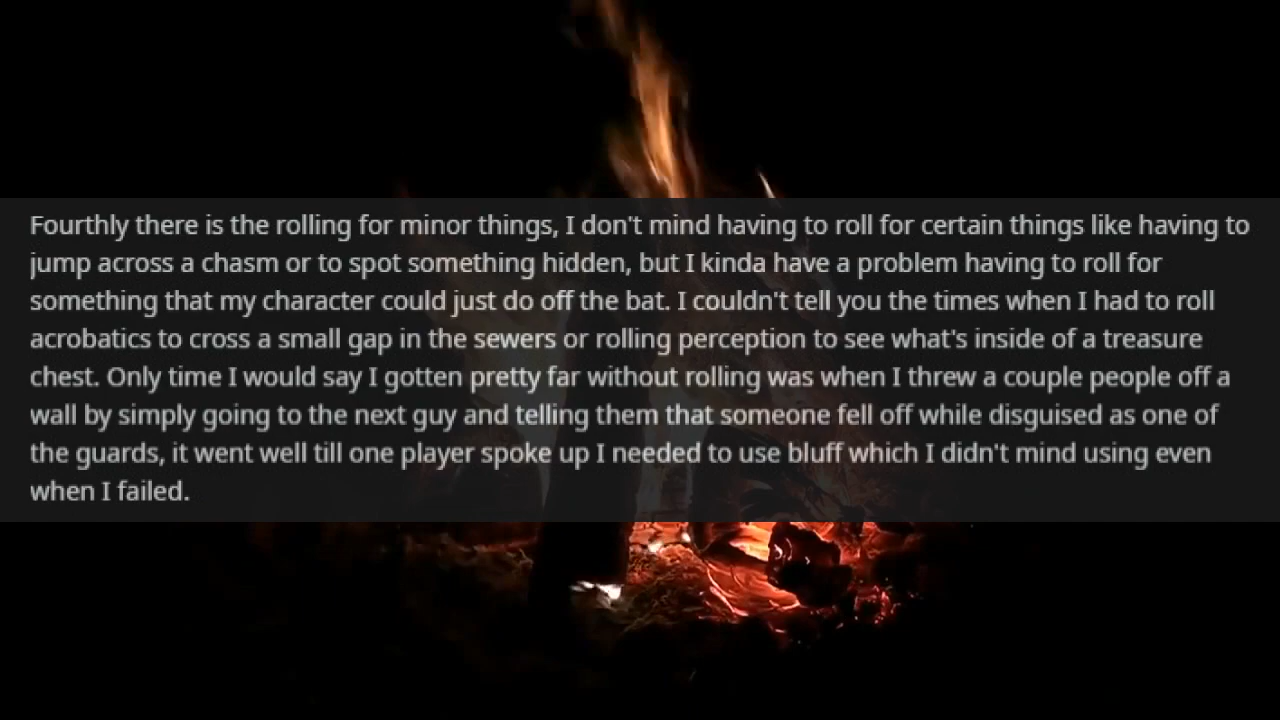 Fourthly there is the rolling for minor things, I don't mind having to roll for certain things like having to
jump across a chasm or to spot something hidden, but I kinda have a problem having to roll for
something that my character could just do off the bat. I couldn't tell you the times when I had to roll
acrobatics to cross a small gap in the sewers or rolling perception to see what's inside of a treasure
chest. Only time I would say I gotten pretty far without rolling was when I threw a couple people off a
wall by simply going to the next guy and telling them that someone fell off while disguised as one of
the guards, it went well till one player spoke up I needed to use bluff which I didn't mind using even
when I failed.